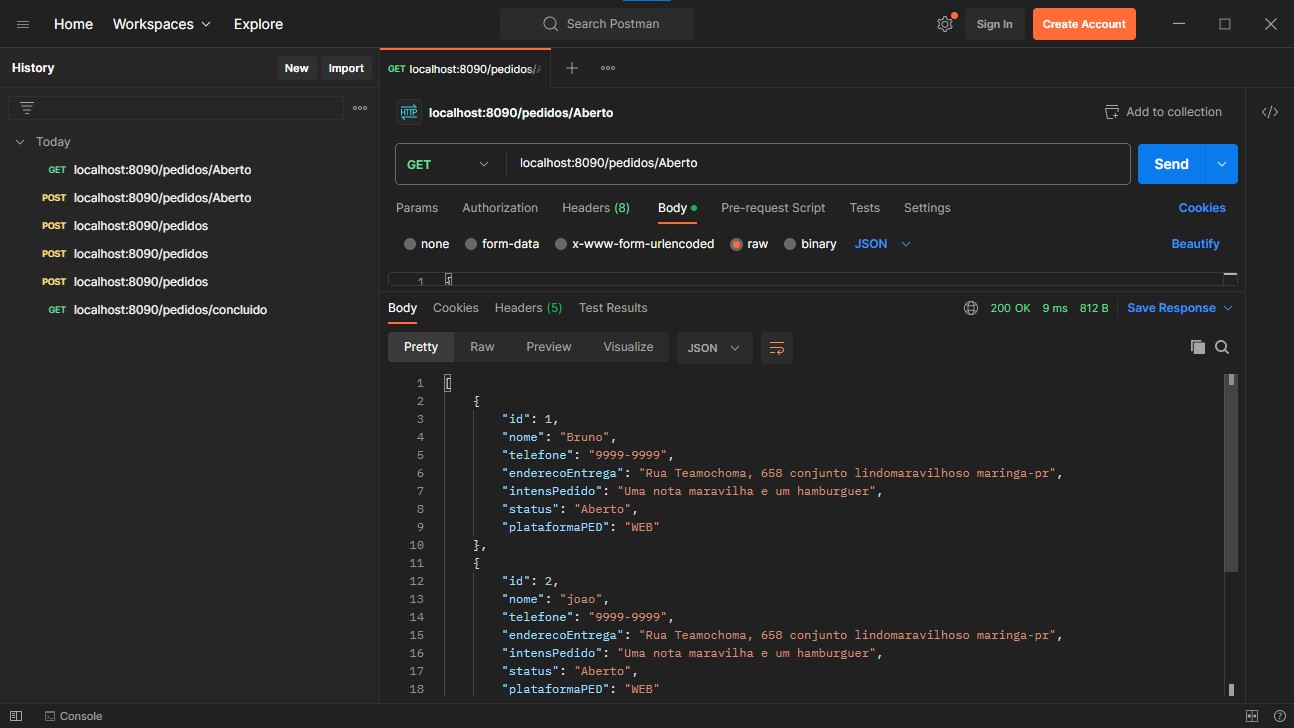 Home
Workspaces
Explore
Search Postman
Sign In
Create Account
History
New
Import
GET localhost:8090/pedidos/A
HTTP
localhost:8090/pedidos/Aberto
Add to collection
</>
Today
GET localhost:8090/pedidos/Aberto
POST localhost:8090/pedidos/Aberto
POST localhost:8090/pedidos
POST localhost:8090/pedidos
POST localhost:8090/pedidos
GET localhost:8090/pedidos/concluido
GET
localhost:8090/pedidos/Aberto
Send
Params Authorization Headers (8) Body Pre-request Script Tests Settings Cookies
none form-data x-www-form-urlencoded raw binary JSON Beautify
1 {
Body Cookies Headers (5) Test Results 200 OK 9 ms 812 B Save Response
Pretty Raw Preview Visualize JSON
1 [
2 {
3 "id": 1,
4 "nome": "Bruno",
5 "telefone": "9999-9999",
6 "enderecoEntrega": "Rua Teamochoma, 658 conjunto lindomaravilhoso maringa-pr",
7 "intensPedido": "Uma nota maravilha e um hamburguer",
8 "status": "Aberto",
9 "plataformaPED": "WEB"
10 },
11 {
12 "id": 2,
13 "nome": "joao",
14 "telefone": "9999-9999",
15 "enderecoEntrega": "Rua Teamochoma, 658 conjunto lindomaravilhoso maringa-pr",
16 "intensPedido": "Uma nota maravilha e um hamburguer",
17 "status": "Aberto",
18 "plataformaPED": "WEB"
Console